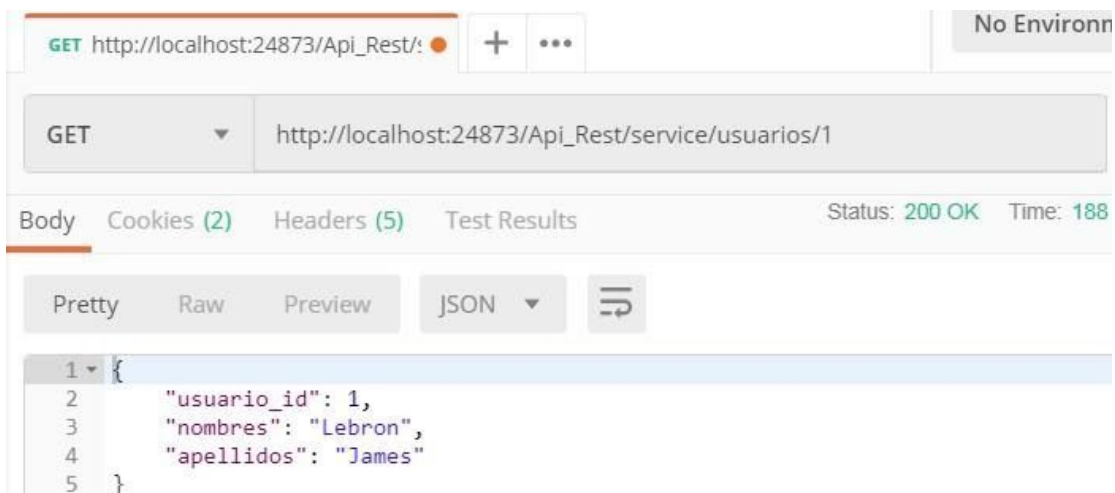 GET http://localhost:24873/Api_Rest/s + •••
No Environm
GET http://localhost:24873/Api_Rest/service/usuarios/1
Body Cookies (2) Headers (5) Test Results Status: 200 OK Time: 188
Pretty Raw Preview JSON
1 {
2 "usuario_id": 1,
3 "nombres": "Lebron",
4 "apellidos": "James"
5 }